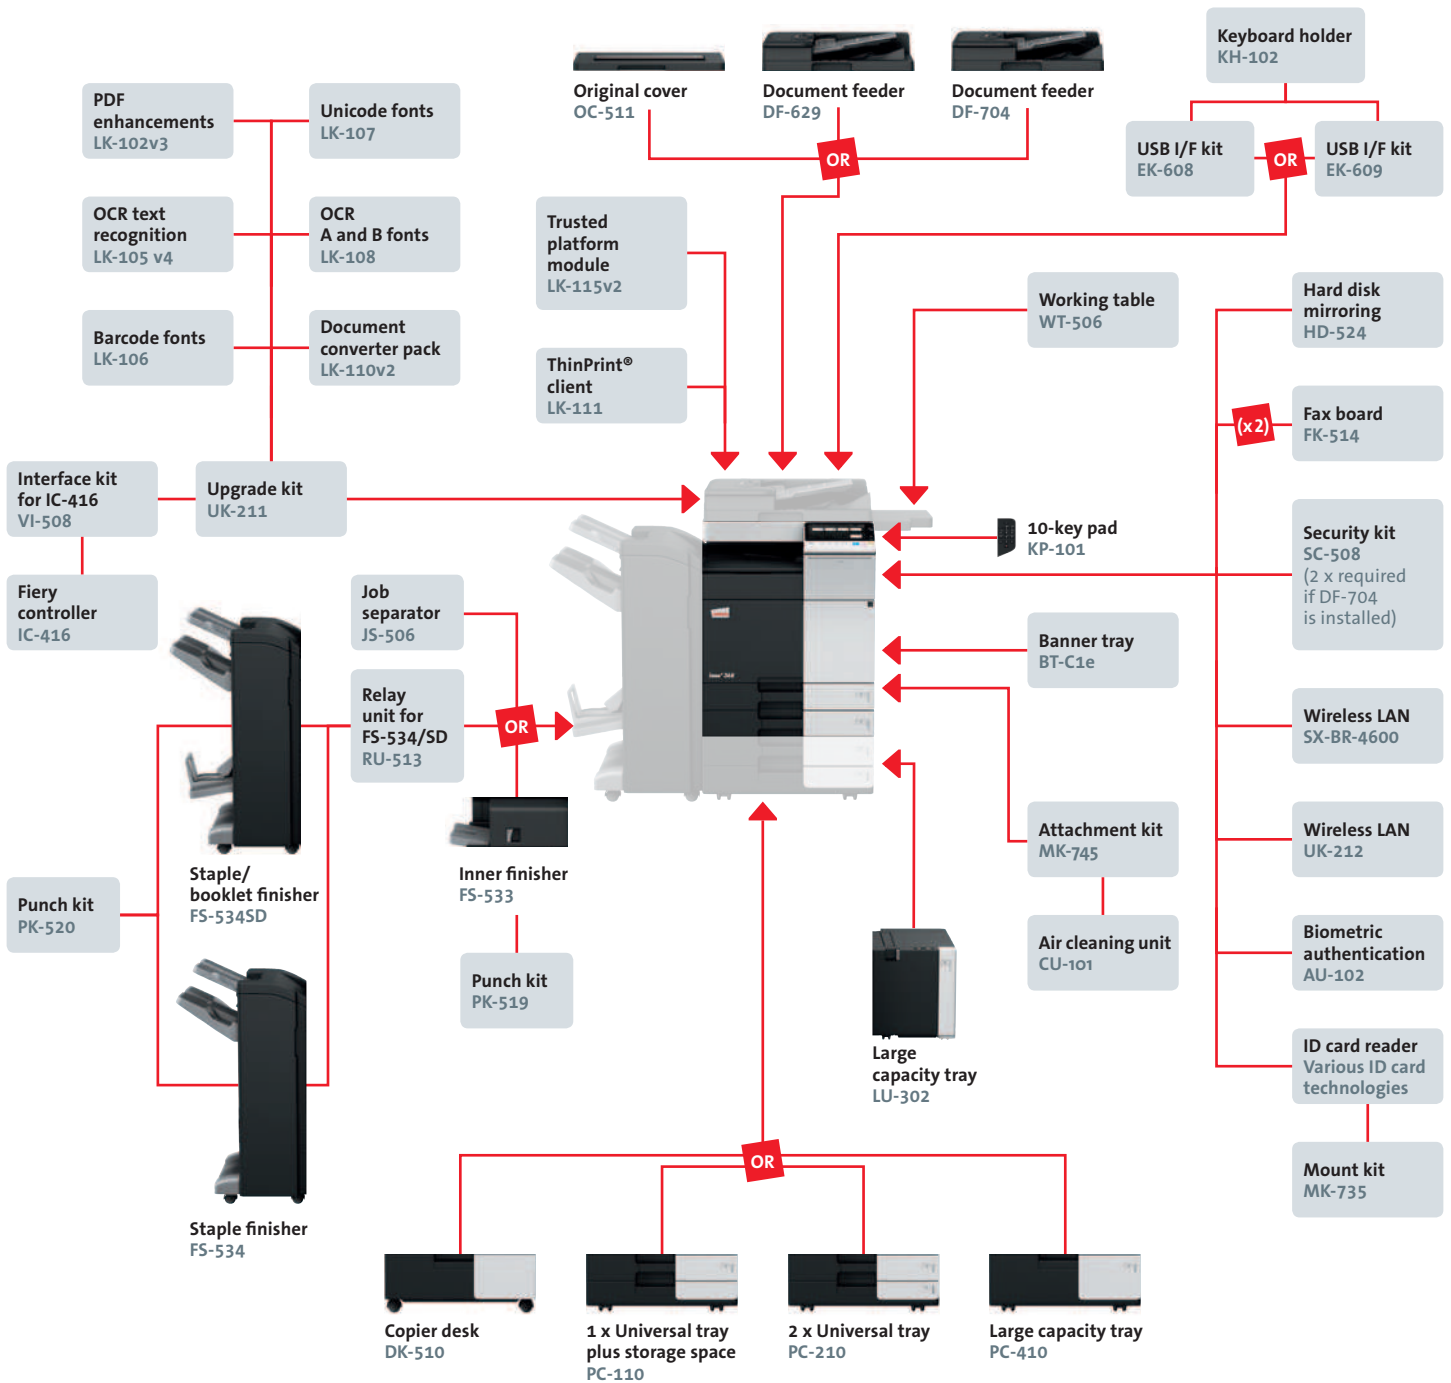 Keyboard holder
KH-102
Original cover
OC-511
Document feeder
DF-629
Document feeder
DF-704
PDF
enhancements
LK-102v3
Unicode fonts
LK-107
OR
USB I/F kit
EK-608
OR
USB I/F kit
EK-609
OCR text
recognition
LK-105 v4
OCR
A and B fonts
LK-108
Trusted
platform
module
LK-115v2
Working table
WT-506
Hard disk
mirroring
HD-524
Barcode fonts
LK-106
Document
converter pack
LK-110v2
ThinPrint®
client
LK-111
(x2)
Fax board
FK-514
Interface kit
for IC-416
VI-508
Upgrade kit
UK-211
10-key pad
KP-101
Security kit
SC-508
(2 x required
if DF-704
is installed)
Fiery
controller
IC-416
Job
separator
JS-506
Banner tray
BT-C1e
Relay
unit for
FS-534/SD
RU-513
OR
Wireless LAN
SX-BR-4600
Attachment kit
MK-745
Wireless LAN
UK-212
Staple/
booklet finisher
FS-534SD
Inner finisher
FS-533
Punch kit
PK-520
Air cleaning unit
CU-101
Biometric
authentication
AU-102
Punch kit
PK-519
Large
capacity tray
LU-302
ID card reader
Various ID card
technologies
OR
Mount kit
MK-735
Staple finisher
FS-534
Copier desk
DK-510
1 x Universal tray
plus storage space
PC-110
2 x Universal tray
PC-210
Large capacity tray
PC-410